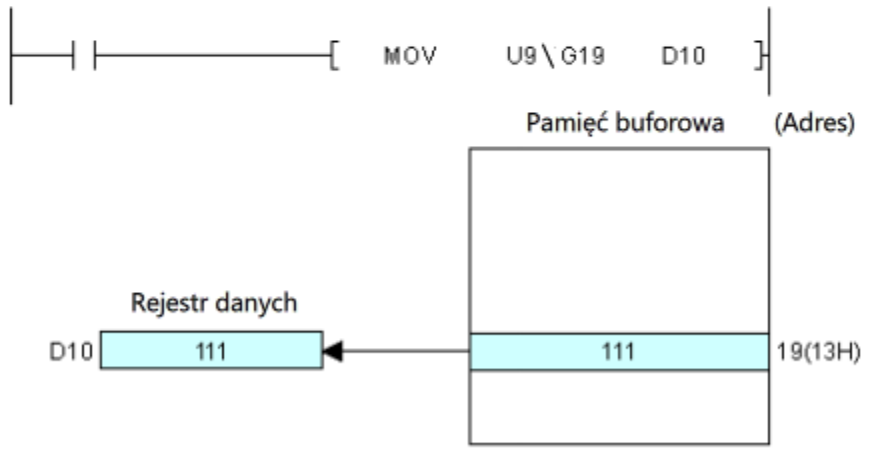 MOV U9\G19 D10
Pamięć buforowa (Adres)
Rejestr danych
D10 111 111 19(13H)